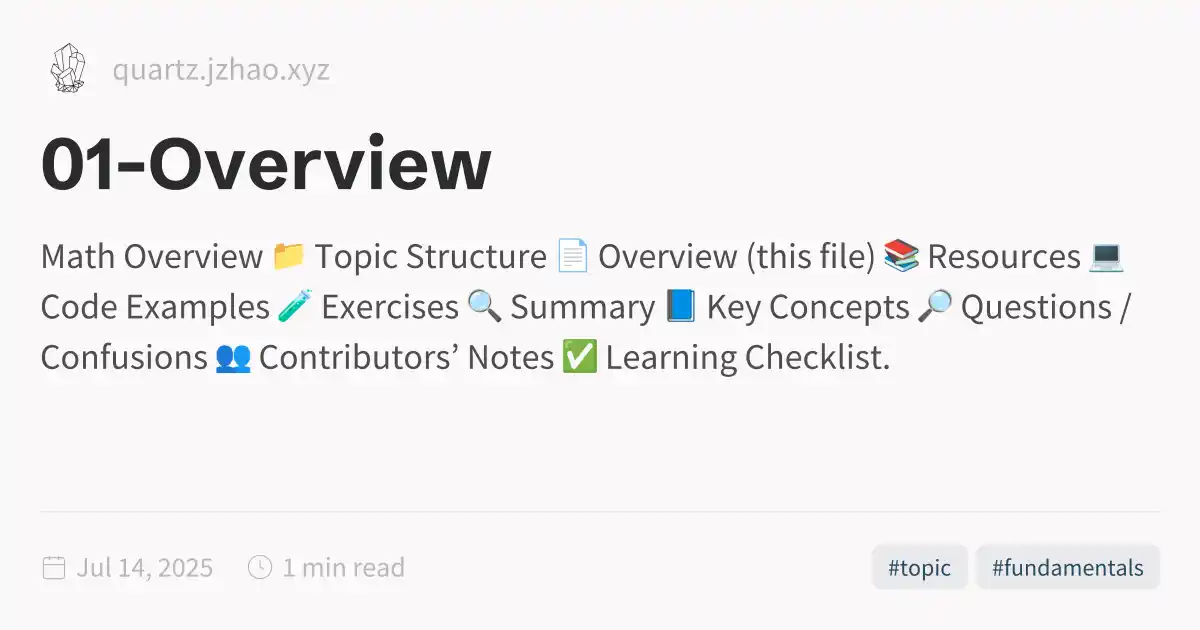 quartz.jzhao.xyz
01-Overview
Math Overview 📁 Topic Structure 📄 Overview (this file) 📚 Resources 💻
Code Examples 🧪 Exercises 🔍 Summary 📘 Key Concepts 🔎 Questions /
Confusions 👥 Contributors’ Notes ✅ Learning Checklist.
Jul 14, 2025 1 min read #topic #fundamentals